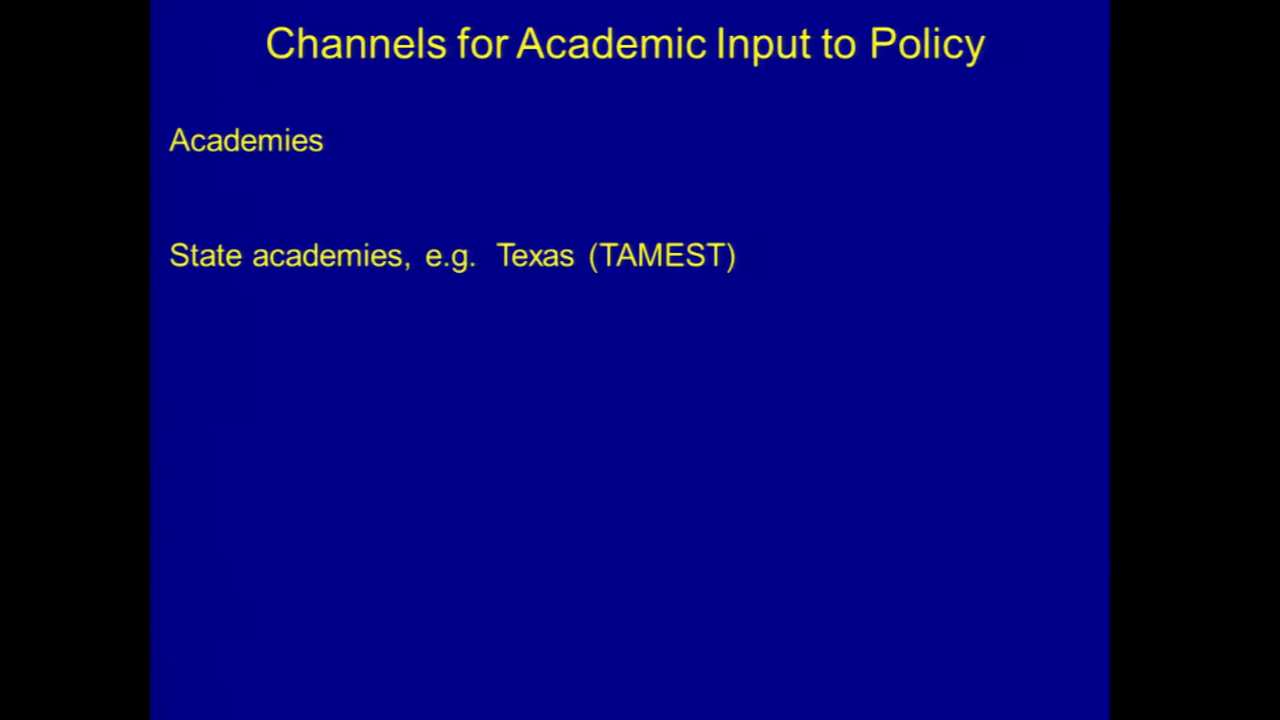 Channels for Academic Input to Policy
Academies
State academies, e.g. Texas (TAMEST)